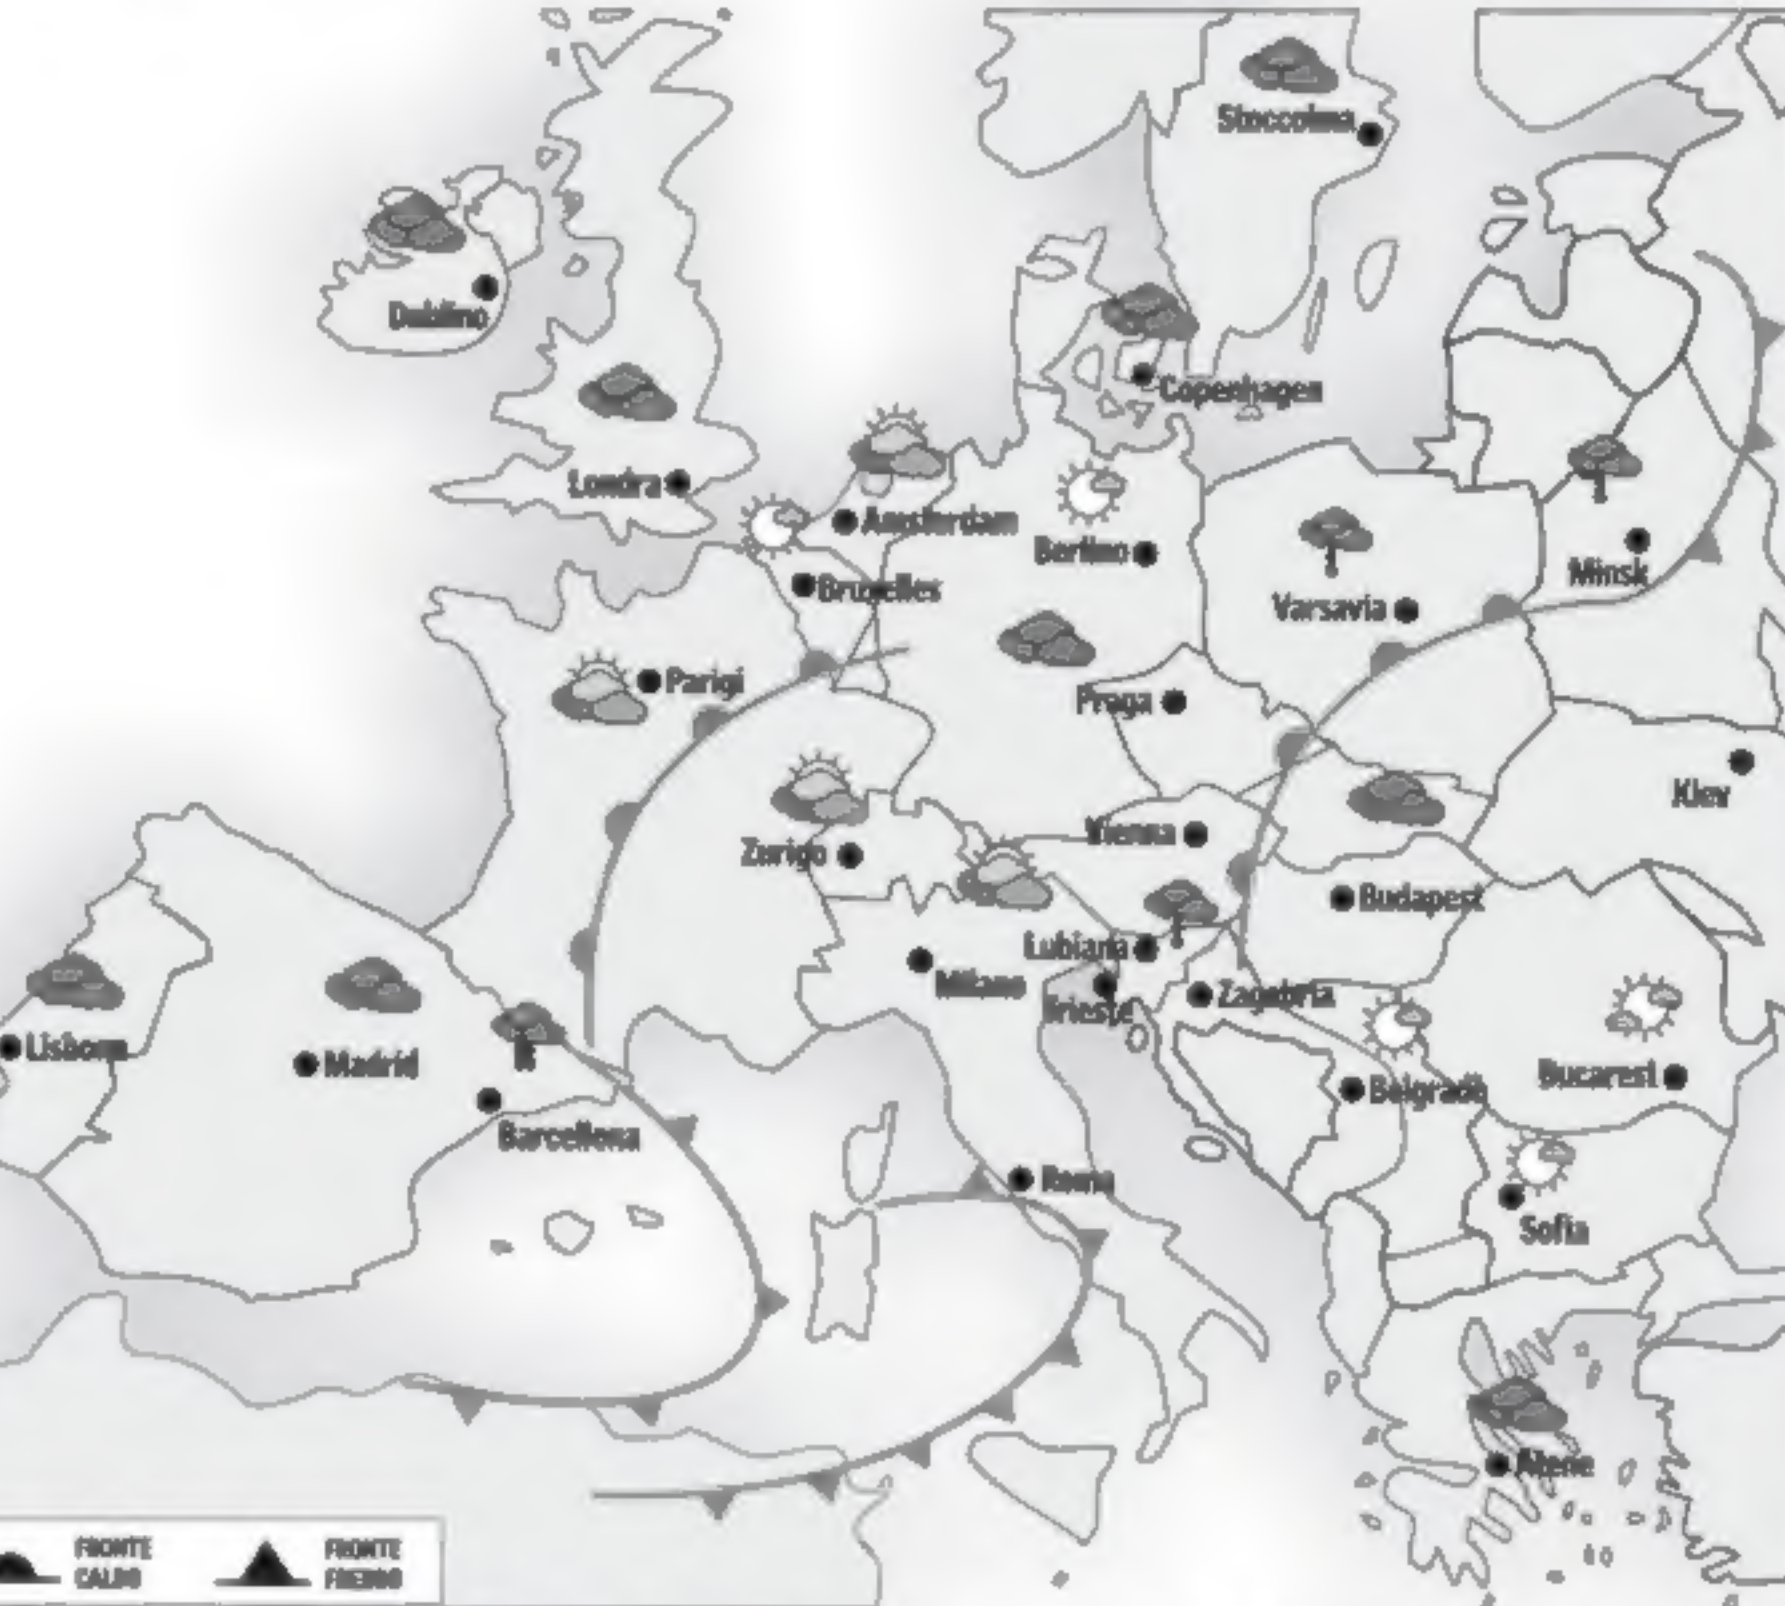 Stoccolma
Dublino
Copenhagen
Londra
Amsterdam
Berlino
Bruxelles
Minsk
Varsavia
Parigi
Praga
Kiev
Vienna
Zurigo
Budapest
Lubiana
Milano
Trieste
Zagabria
Lisbona
Madrid
Belgrado
Bucarest
Barcellona
Roma
Sofia
Atene
FRONTE
CALDO
FRONTE
FREDDO